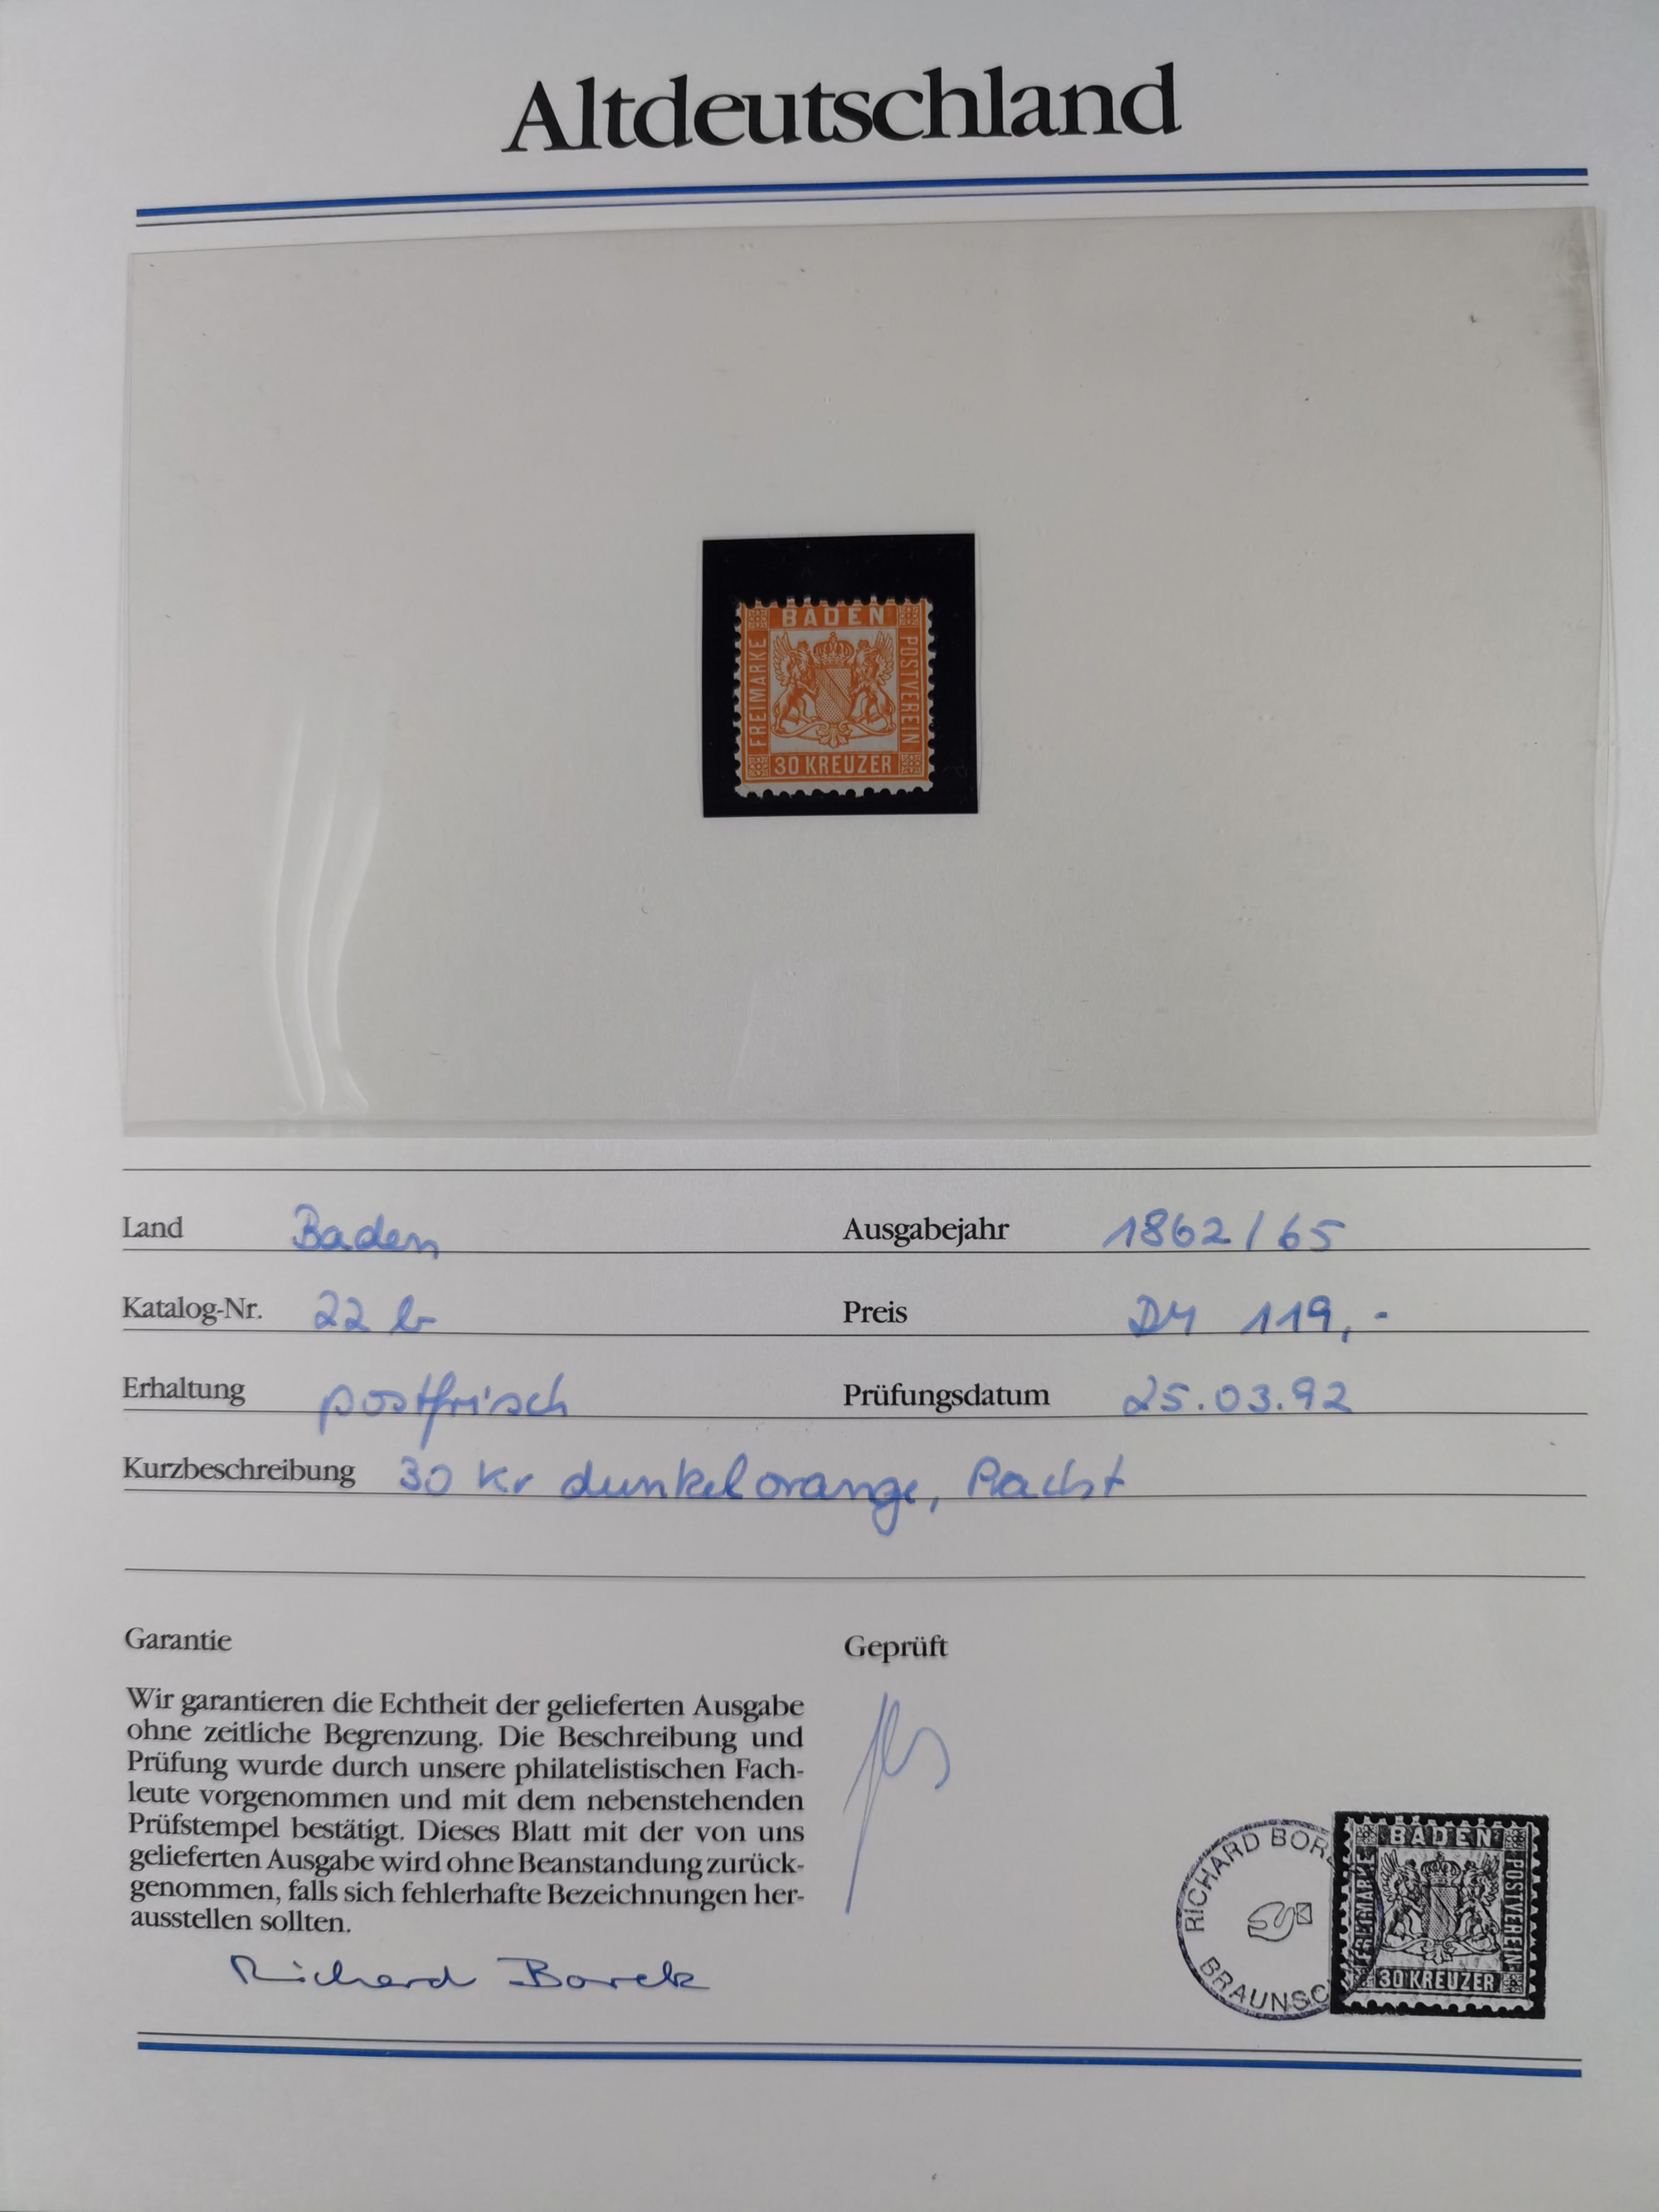 Altdeutschland
BADEN
FREIMARKE
POSTVEREIN
30 KREUZER
Land Baden
Ausgabejahr 1862/65
Katalog-Nr. 22 b
Preis DM 119,-
Erhaltung postfrisch
Prüfungsdatum 25.03.92
Kurzbeschreibung 30 Kr dunkelorange, Pracht
Garantie
Wir garantieren die Echtheit der gelieferten Ausgabe
ohne zeitliche Begrenzung. Die Beschreibung und
Prüfung wurde durch unsere philatelistischen Fach-
leute vorgenommen und mit dem nebenstehenden
Prüfstempel bestätigt. Dieses Blatt mit der von uns
gelieferten Ausgabe wird ohne Beanstandung zurück-
genommen, falls sich fehlerhafte Bezeichnungen her-
ausstellen sollten.
Richard Borek
Geprüft
RICHARD BOR
BRAUNSC
BADEN
FREIMARKE
POSTVEREIN
30 KREUZER